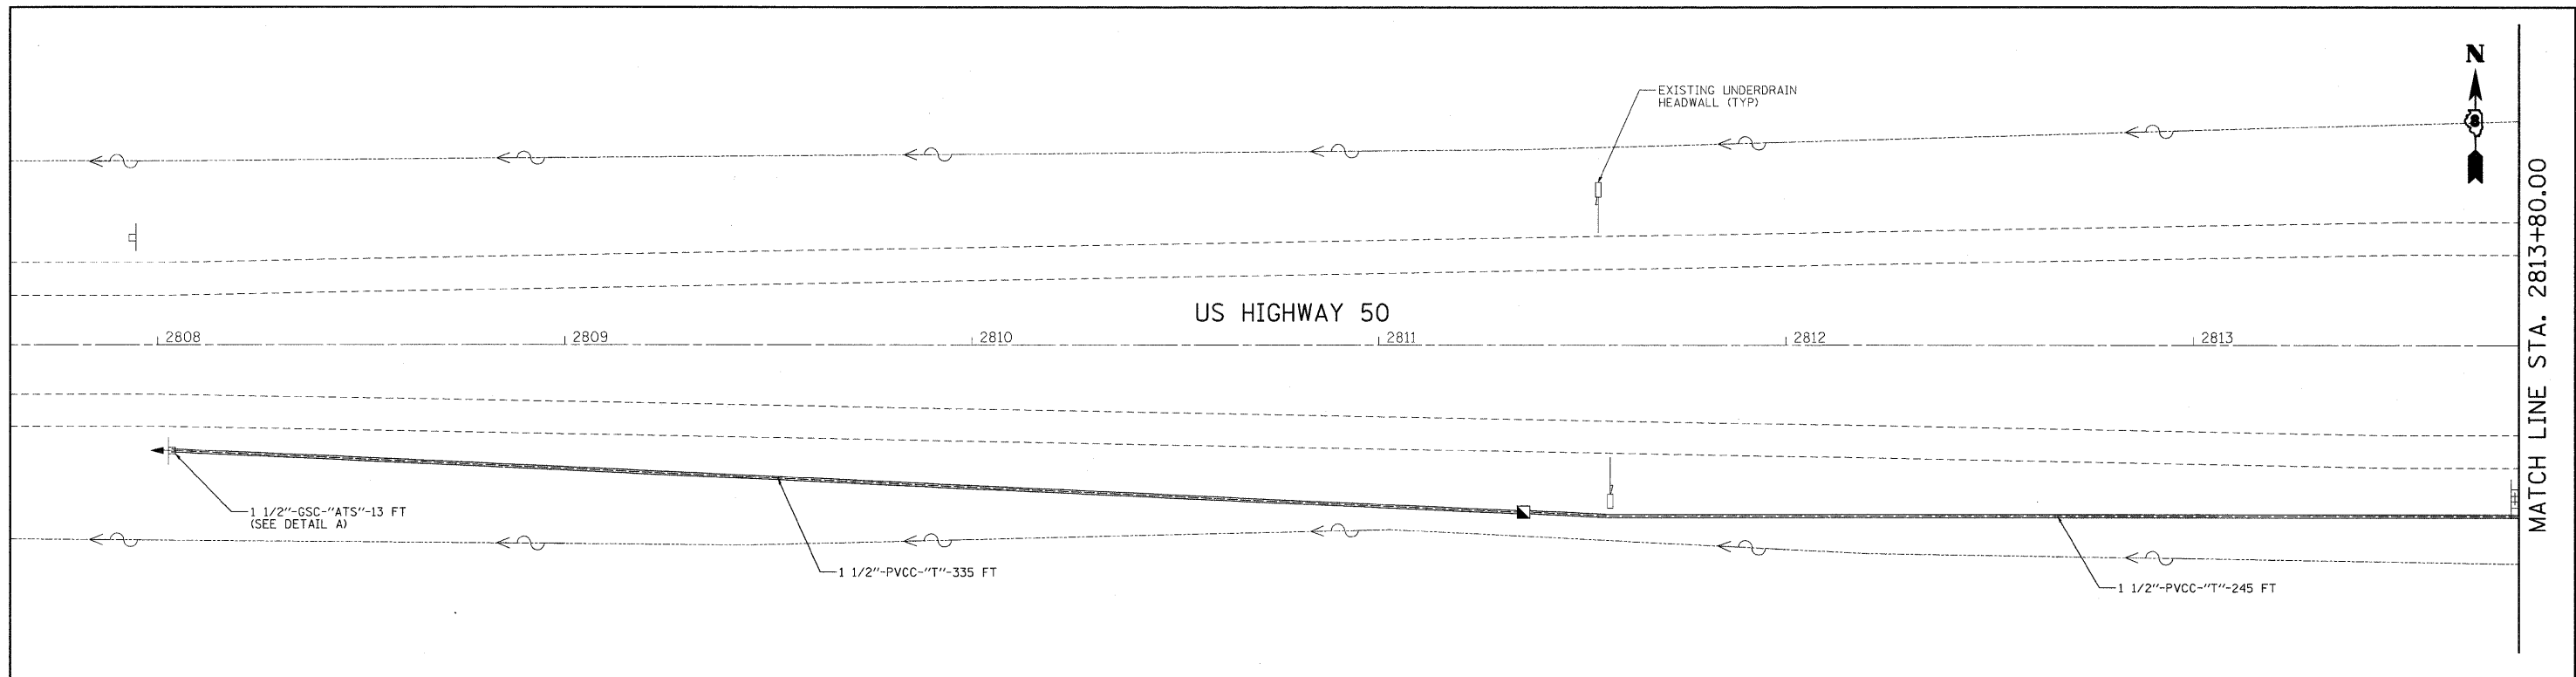 N
EXISTING UNDERDRAIN
HEADWALL (TYP)
US HIGHWAY 50
2808
2809
2810
2811
2812
2813
MATCH LINE STA. 2813+80.00
1 1/2"-GSC-"ATS"-13 FT
(SEE DETAIL A)
1 1/2"-PVCC-"T"-335 FT
1 1/2"-PVCC-"T"-245 FT